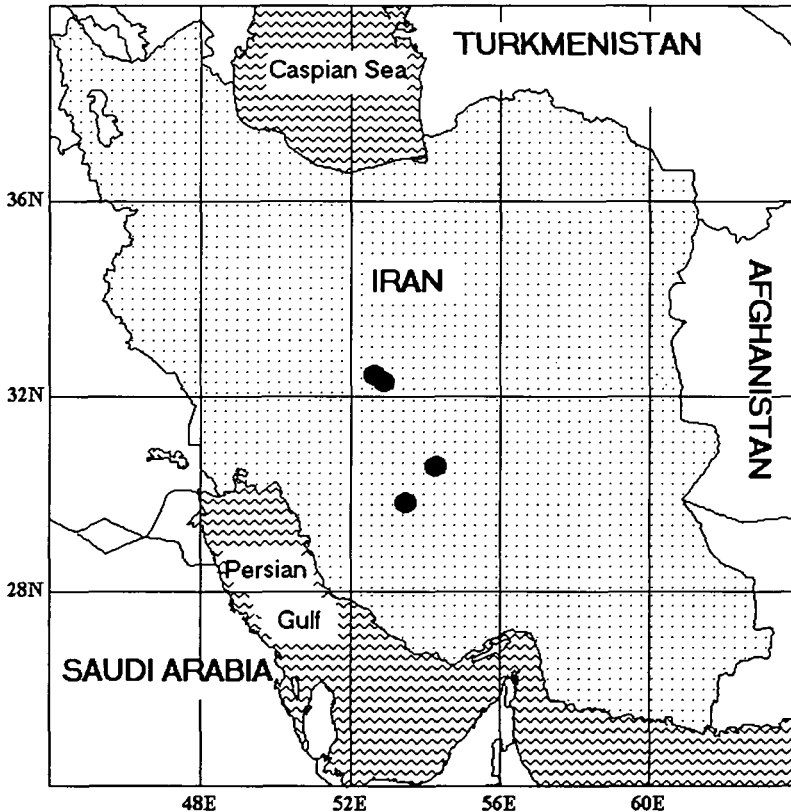 TURKMENISTAN
Caspian Sea
36N
IRAN
AFGHANISTAN
32N
Persian
28N
Gulf
SAUDI ARABIA
48E
52E
56E
60E